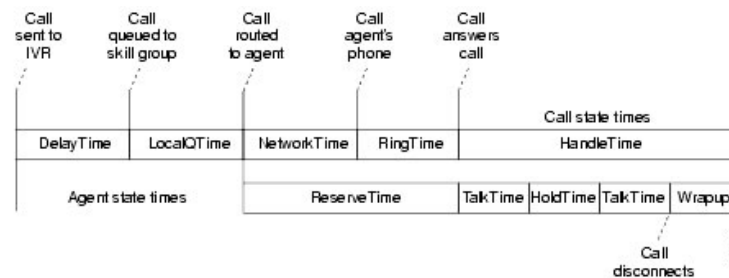 Call
sent to
IVR
Call
queued to
skill group
Call
routed
to agent
Call
agent's
phone
Call
answers
call
Call state times
DelayTime
LocalQTime
NetworkTime
RingTime
HandleTime
Agent state times
ReserveTime
TalkTime
HoldTime
TalkTime
Wrapup
Call
disconnects